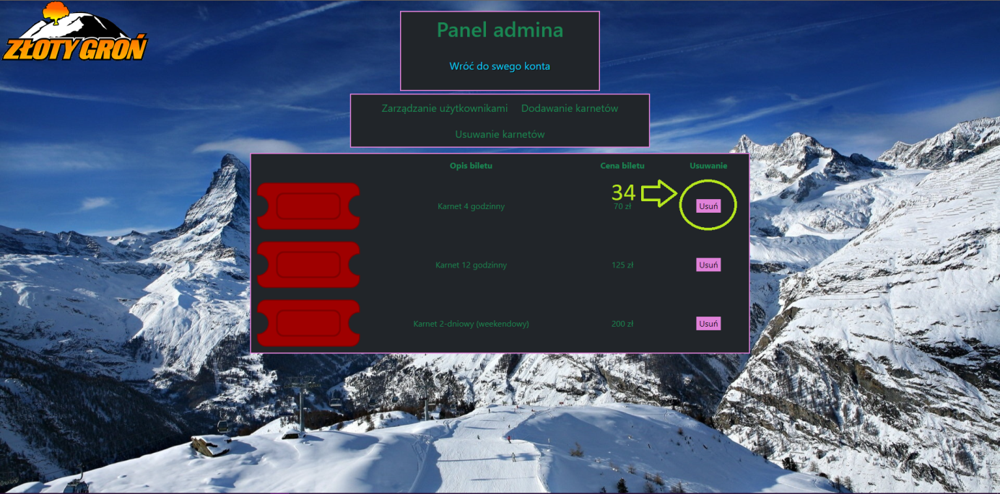 ZŁOTY GROŃ
Panel admina
Wróć do swego konta
Zarządzanie użytkownikami Dodawanie karnetów
Usuwanie karnetów
Opis biletu Cena biletu Usuwanie
34
Karnet 4 godzinny 70 zł Usuń
Karnet 12 godzinny 125 zł Usuń
Karnet 2-dniowy (weekendowy) 200 zł Usuń